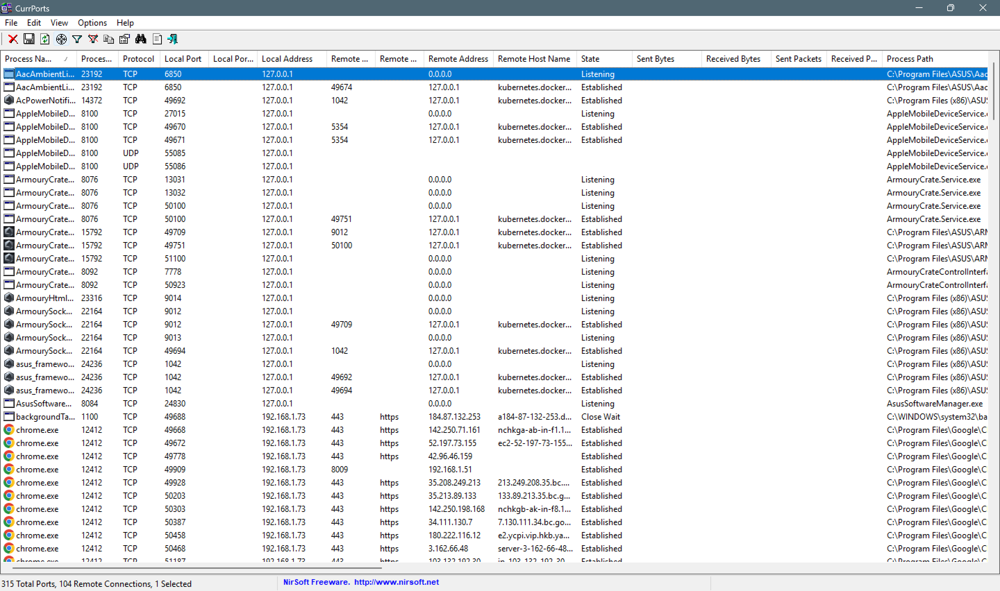 CurrPorts
File Edit View Options Help
Process Na... Proces... Protocol Local Port Local Por... Local Address Remote ... Remote ... Remote Address Remote Host Name State Sent Bytes Received Bytes Sent Packets Received P... Process Path
AacAmbientLi... 23192 TCP 6850 127.0.0.1 0.0.0.0 Listening C:\Program Files\ASUS\Aac
AacAmbientLi... 23192 TCP 6850 127.0.0.1 49674 127.0.0.1 kubernetes.docker... Established C:\Program Files\ASUS\Aac
AcPowerNotifi... 14372 TCP 49692 127.0.0.1 1042 127.0.0.1 kubernetes.docker... Established C:\Program Files (x86)\ASUS
AppleMobileD... 8100 TCP 27015 127.0.0.1 0.0.0.0 Listening AppleMobileDeviceService.
AppleMobileD... 8100 TCP 49670 127.0.0.1 5354 127.0.0.1 kubernetes.docker... Established AppleMobileDeviceService.
AppleMobileD... 8100 TCP 49671 127.0.0.1 5354 127.0.0.1 kubernetes.docker... Established AppleMobileDeviceService.
AppleMobileD... 8100 UDP 55085 127.0.0.1 AppleMobileDeviceService.
AppleMobileD... 8100 UDP 55086 127.0.0.1 AppleMobileDeviceService.
ArmouryCrate... 8076 TCP 13031 127.0.0.1 0.0.0.0 Listening ArmouryCrate.Service.exe
ArmouryCrate... 8076 TCP 13032 127.0.0.1 0.0.0.0 Listening ArmouryCrate.Service.exe
ArmouryCrate... 8076 TCP 50100 127.0.0.1 0.0.0.0 Listening ArmouryCrate.Service.exe
ArmouryCrate... 8076 TCP 50100 127.0.0.1 49751 127.0.0.1 kubernetes.docker... Established ArmouryCrate.Service.exe
ArmouryCrate... 15792 TCP 49709 127.0.0.1 9012 127.0.0.1 kubernetes.docker... Established C:\Program Files\ASUS\ARM
ArmouryCrate... 15792 TCP 49751 127.0.0.1 50100 127.0.0.1 kubernetes.docker... Established C:\Program Files\ASUS\ARM
ArmouryCrate... 15792 TCP 51100 127.0.0.1 0.0.0.0 Listening C:\Program Files\ASUS\ARM
ArmouryCrate... 8092 TCP 7778 127.0.0.1 0.0.0.0 Listening ArmouryCrateControlInterfa
ArmouryCrate... 8092 TCP 50923 127.0.0.1 0.0.0.0 Listening ArmouryCrateControlInterfa
ArmouryHtml... 23316 TCP 9014 127.0.0.1 0.0.0.0 Listening C:\Program Files (x86)\ASUS
ArmourySock... 22164 TCP 9012 127.0.0.1 0.0.0.0 Listening C:\Program Files (x86)\ASUS
ArmourySock... 22164 TCP 9012 127.0.0.1 49709 127.0.0.1 kubernetes.docker... Established C:\Program Files (x86)\ASUS
ArmourySock... 22164 TCP 9013 127.0.0.1 0.0.0.0 Listening C:\Program Files (x86)\ASUS
ArmourySock... 22164 TCP 49694 127.0.0.1 1042 127.0.0.1 kubernetes.docker... Established C:\Program Files (x86)\ASUS
asus_framewo... 24236 TCP 1042 127.0.0.1 0.0.0.0 Listening C:\Program Files (x86)\ASUS
asus_framewo... 24236 TCP 1042 127.0.0.1 49692 127.0.0.1 kubernetes.docker... Established C:\Program Files (x86)\ASUS
asus_framewo... 24236 TCP 1042 127.0.0.1 49694 127.0.0.1 kubernetes.docker... Established C:\Program Files (x86)\ASUS
AsusSoftware... 8084 TCP 24830 127.0.0.1 0.0.0.0 Listening AsusSoftwareManager.exe
backgroundTa... 1100 TCP 49688 192.168.1.73 443 https 184.87.132.253 a184-87-132-253.d... Close Wait C:\WINDOWS\system32\ba
chrome.exe 12412 TCP 49668 192.168.1.73 443 https 142.250.71.161 nchkga-ab-in-f1.1... Established C:\Program Files\Google\C
chrome.exe 12412 TCP 49672 192.168.1.73 443 https 52.197.73.155 ec2-52-197-73-155... Established C:\Program Files\Google\C
chrome.exe 12412 TCP 49778 192.168.1.73 443 https 42.96.46.159 Established C:\Program Files\Google\C
chrome.exe 12412 TCP 49909 192.168.1.73 8009 192.168.1.51 Established C:\Program Files\Google\C
chrome.exe 12412 TCP 49928 192.168.1.73 443 https 35.208.249.213 213.249.208.35.bc.... Established C:\Program Files\Google\C
chrome.exe 12412 TCP 50203 192.168.1.73 443 https 35.213.89.133 133.89.213.35.bc.g... Established C:\Program Files\Google\C
chrome.exe 12412 TCP 50303 192.168.1.73 443 https 142.250.198.168 nchkgb-ak-in-f8.1... Established C:\Program Files\Google\C
chrome.exe 12412 TCP 50387 192.168.1.73 443 https 34.111.130.7 7.130.111.34.bc.go... Established C:\Program Files\Google\C
chrome.exe 12412 TCP 50458 192.168.1.73 443 https 180.222.116.12 e2.ycpi.vip.hkb.ya... Established C:\Program Files\Google\C
chrome.exe 12412 TCP 50468 192.168.1.73 443 https 3.162.66.48 server-3-162-66-48... Established C:\Program Files\Google\C
chrome.exe 12412 TCP 51187 192.168.1.73 443 https 103.132.192.30 Established C:\Program Files\Google\C
315 Total Ports, 104 Remote Connections, 1 Selected
NirSoft Freeware. http://www.nirsoft.net